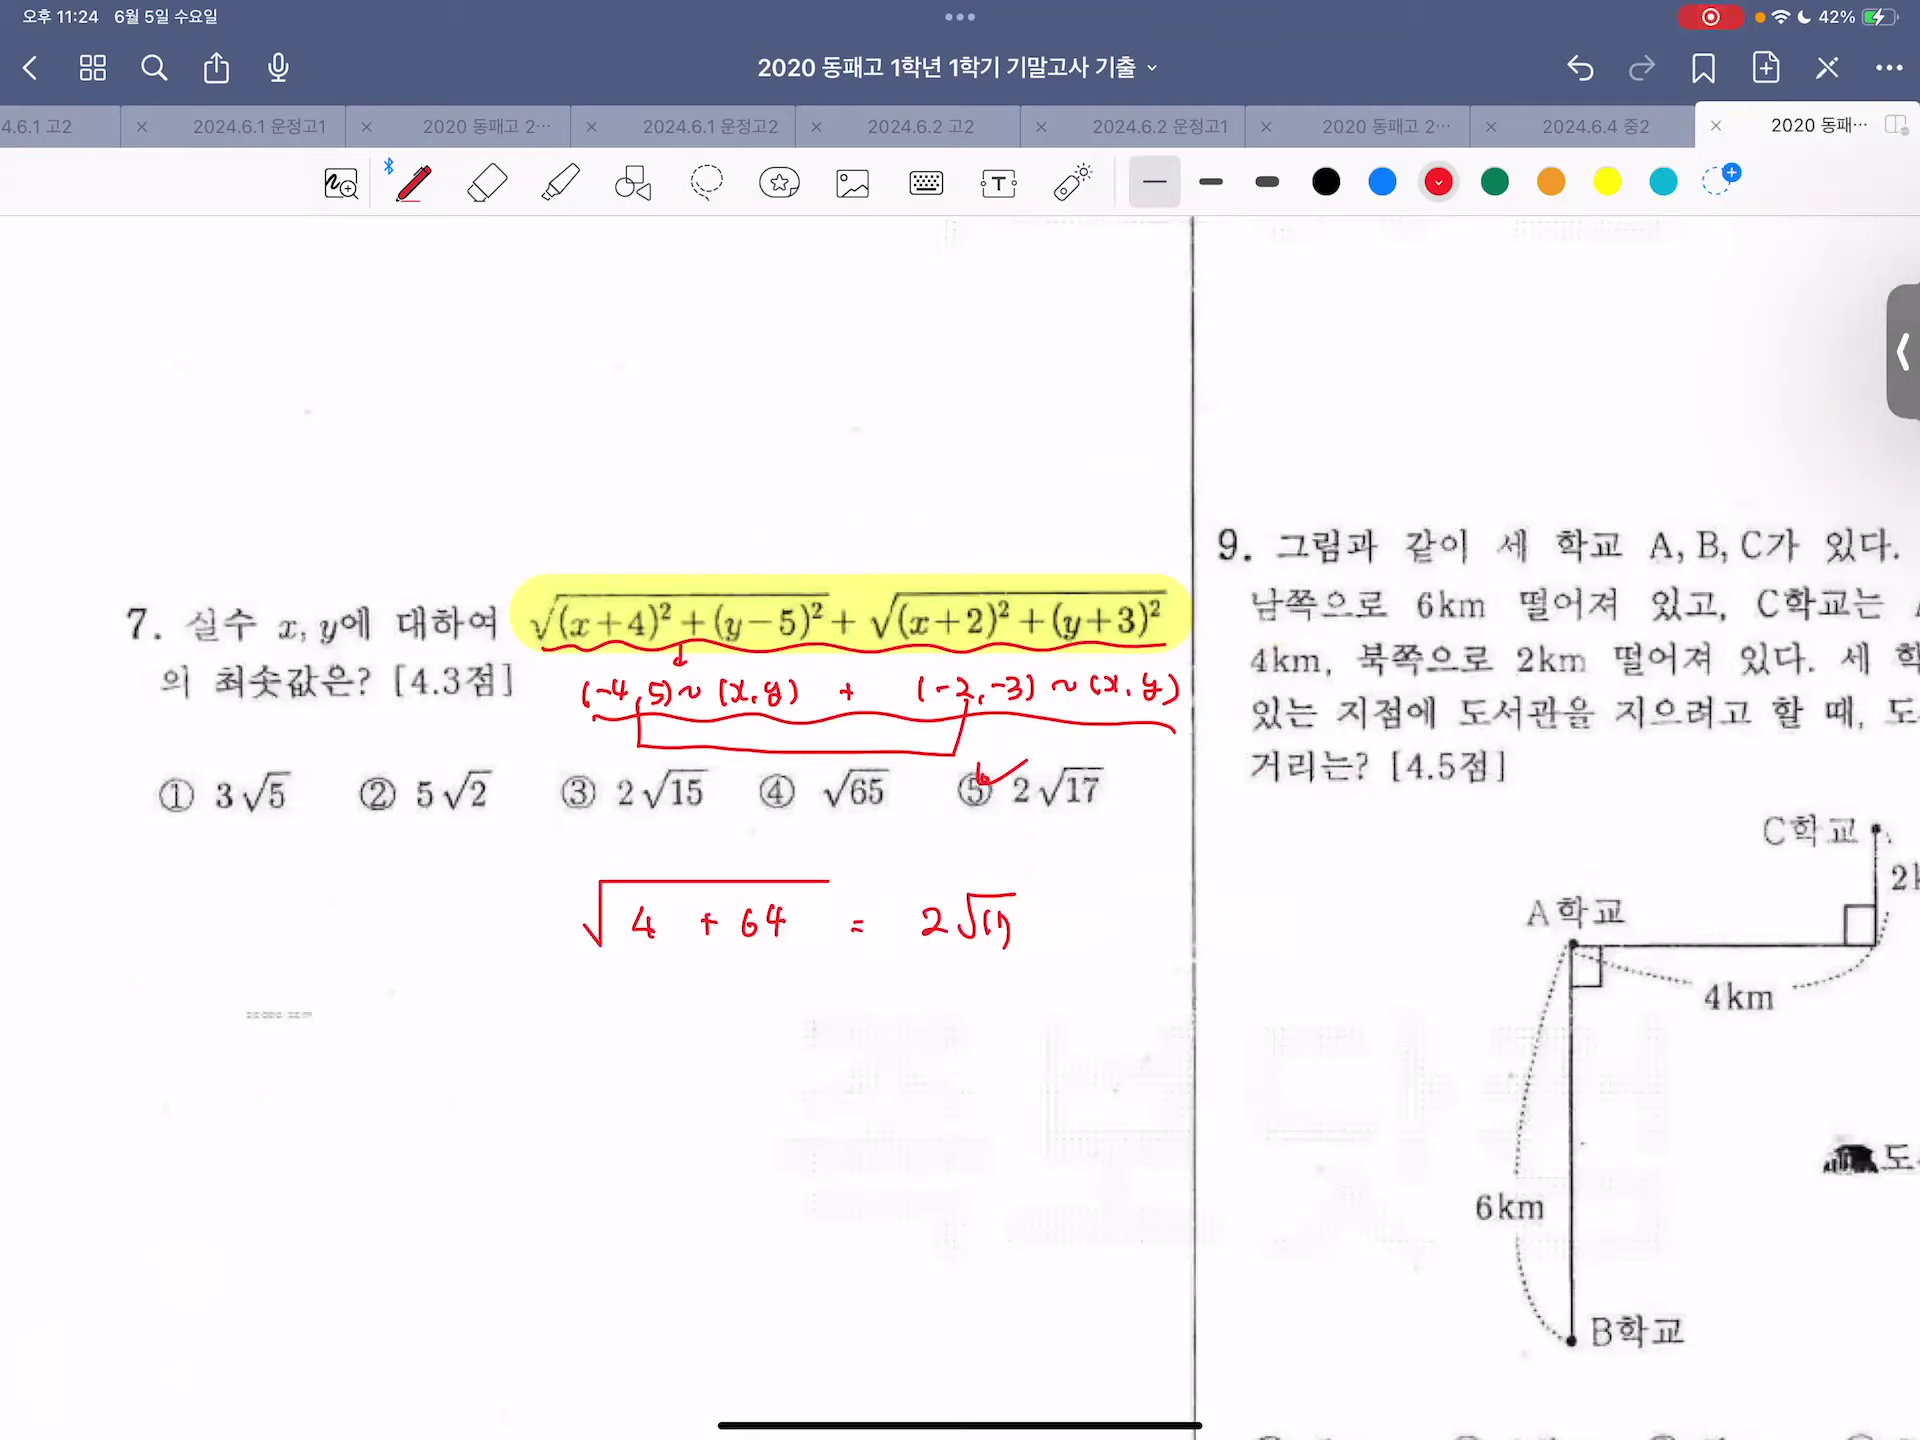 오후 11:24 6월 5일 수요일
42%
2020 동패고 1학년 1학기 기말고사 기출
4.6.1 고2
2024.6.1 운정고1
2020 동패고 2···
2024.6.1 운정고2
2024.6.2 고2
2024.6.2 운정고1
2020 동패고 2···
2024.6.4 중2
2020 동패···
7. 실수 x, y에 대하여 √(x+4)²+(y−5)² + √(x+2)²+(y+3)²
의 최솟값은? [4.3점]
(-4,5)~(x,y) + (-2,-3)~(x,y)
① 3√5 ② 5√2 ③ 2√15 ④ √65 ⑤ 2√17
√4 + 64 = 2√17
9. 그림과 같이 세 학교 A, B, C가 있다.
남쪽으로 6km 떨어져 있고, C학교는
4km, 북쪽으로 2km 떨어져 있다. 세
있는 지점에 도서관을 지으려고 할 때,
거리는? [4.5점]
C학교
A학교
4km
6km
B학교